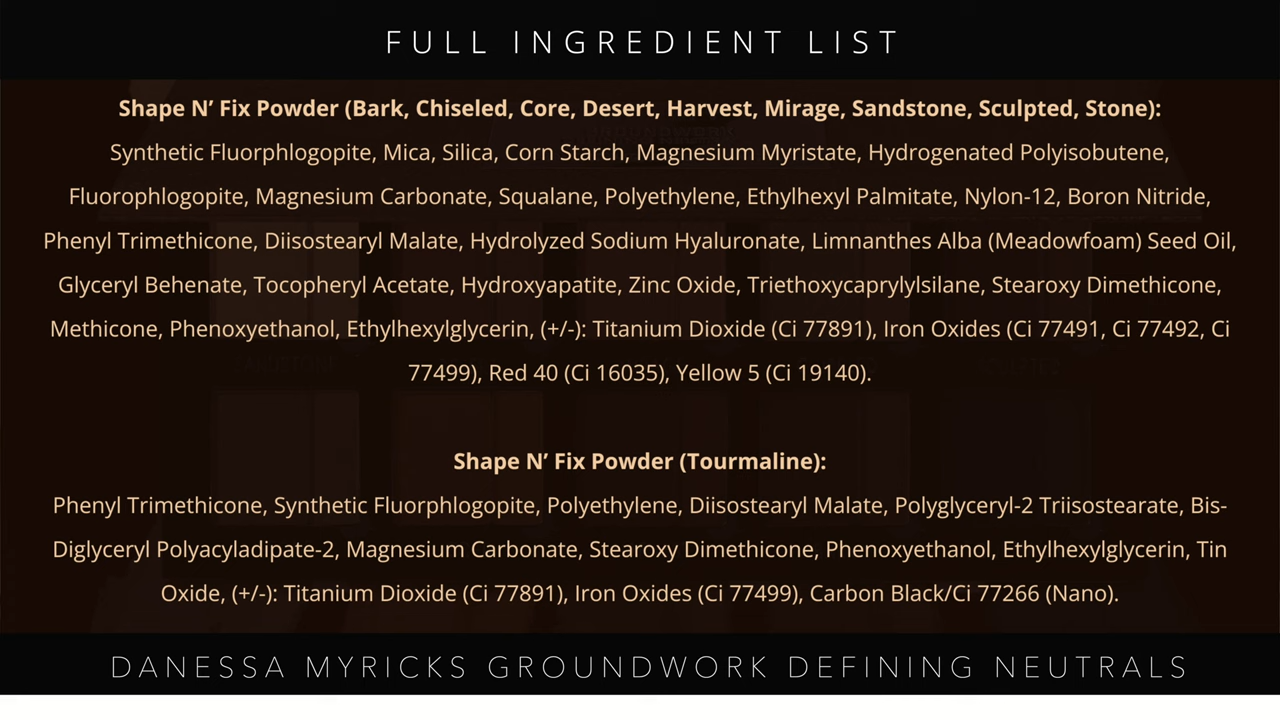 FULL INGREDIENT LIST
Shape N’ Fix Powder (Bark, Chiseled, Core, Desert, Harvest, Mirage, Sandstone, Sculpted, Stone):
Synthetic Fluorphlogopite, Mica, Silica, Corn Starch, Magnesium Myristate, Hydrogenated Polyisobutene,
Fluorophlogopite, Magnesium Carbonate, Squalane, Polyethylene, Ethylhexyl Palmitate, Nylon-12, Boron Nitride,
Phenyl Trimethicone, Diisostearyl Malate, Hydrolyzed Sodium Hyaluronate, Limnanthes Alba (Meadowfoam) Seed Oil,
Glyceryl Behenate, Tocopheryl Acetate, Hydroxyapatite, Zinc Oxide, Triethoxycaprylylsilane, Stearoxy Dimethicone,
Methicone, Phenoxyethanol, Ethylhexylglycerin, (+/-): Titanium Dioxide (Ci 77891), Iron Oxides (Ci 77491, Ci 77492, Ci
77499), Red 40 (Ci 16035), Yellow 5 (Ci 19140).
Shape N’ Fix Powder (Tourmaline):
Phenyl Trimethicone, Synthetic Fluorphlogopite, Polyethylene, Diisostearyl Malate, Polyglyceryl-2 Triisostearate, Bis-
Diglyceryl Polyacyladipate-2, Magnesium Carbonate, Stearoxy Dimethicone, Phenoxyethanol, Ethylhexylglycerin, Tin
Oxide, (+/-): Titanium Dioxide (Ci 77891), Iron Oxides (Ci 77499), Carbon Black/Ci 77266 (Nano).
DANESSA MYRICKS GROUNDWORK DEFINING NEUTRALS